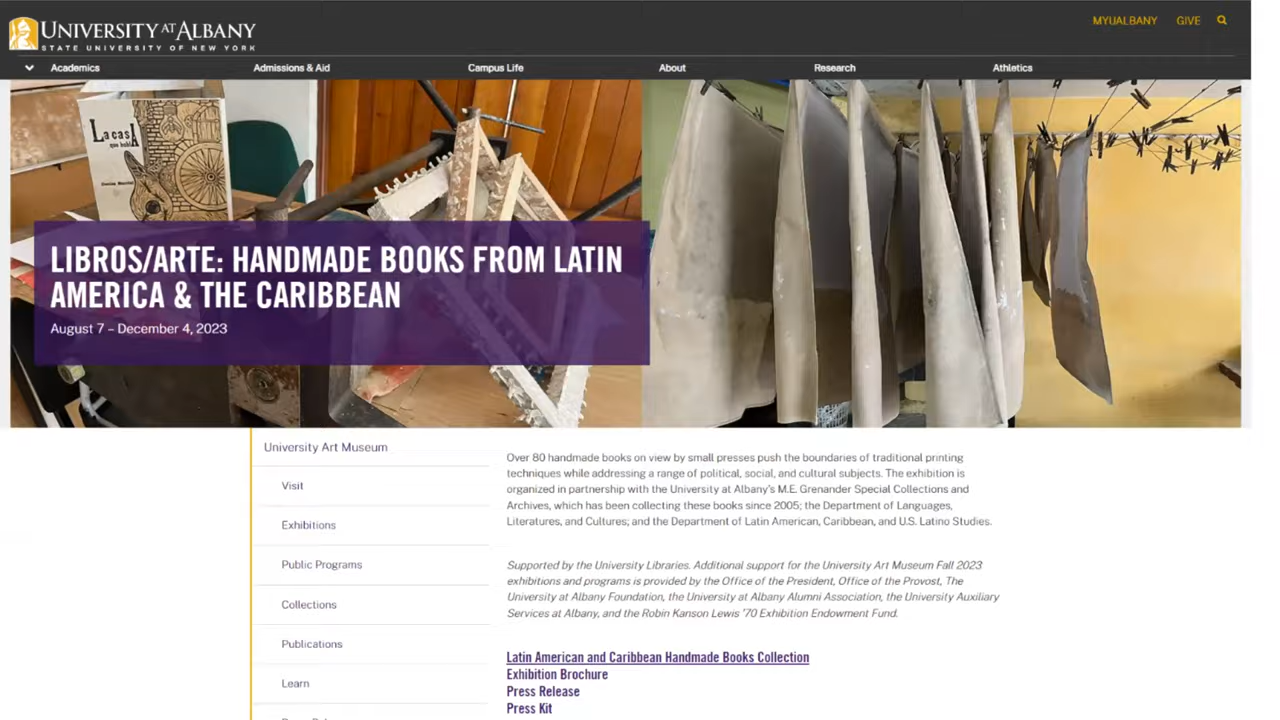 MYUALBANY GIVE
UNIVERSITY AT ALBANY
STATE UNIVERSITY OF NEW YORK
Academics Admissions & Aid Campus Life About Research Athletics
La casa
que habla
LIBROS/ARTE: HANDMADE BOOKS FROM LATIN
AMERICA & THE CARIBBEAN
August 7 – December 4, 2023
University Art Museum
Visit
Exhibitions
Public Programs
Collections
Publications
Learn
Over 80 handmade books on view by small presses push the boundaries of traditional printing
techniques while addressing a range of political, social, and cultural subjects. The exhibition is
organized in partnership with the University at Albany's M.E. Grenander Special Collections and
Archives, which has been collecting these books since 2005; the Department of Languages,
Literatures, and Cultures; and the Department of Latin American, Caribbean, and U.S. Latino Studies.
Supported by the University Libraries. Additional support for the University Art Museum Fall 2023
exhibitions and programs is provided by the Office of the President, Office of the Provost, The
University at Albany Foundation, the University at Albany Alumni Association, the University Auxiliary
Services at Albany, and the Robin Kanson Lewis '70 Exhibition Endowment Fund.
Latin American and Caribbean Handmade Books Collection
Exhibition Brochure
Press Release
Press Kit